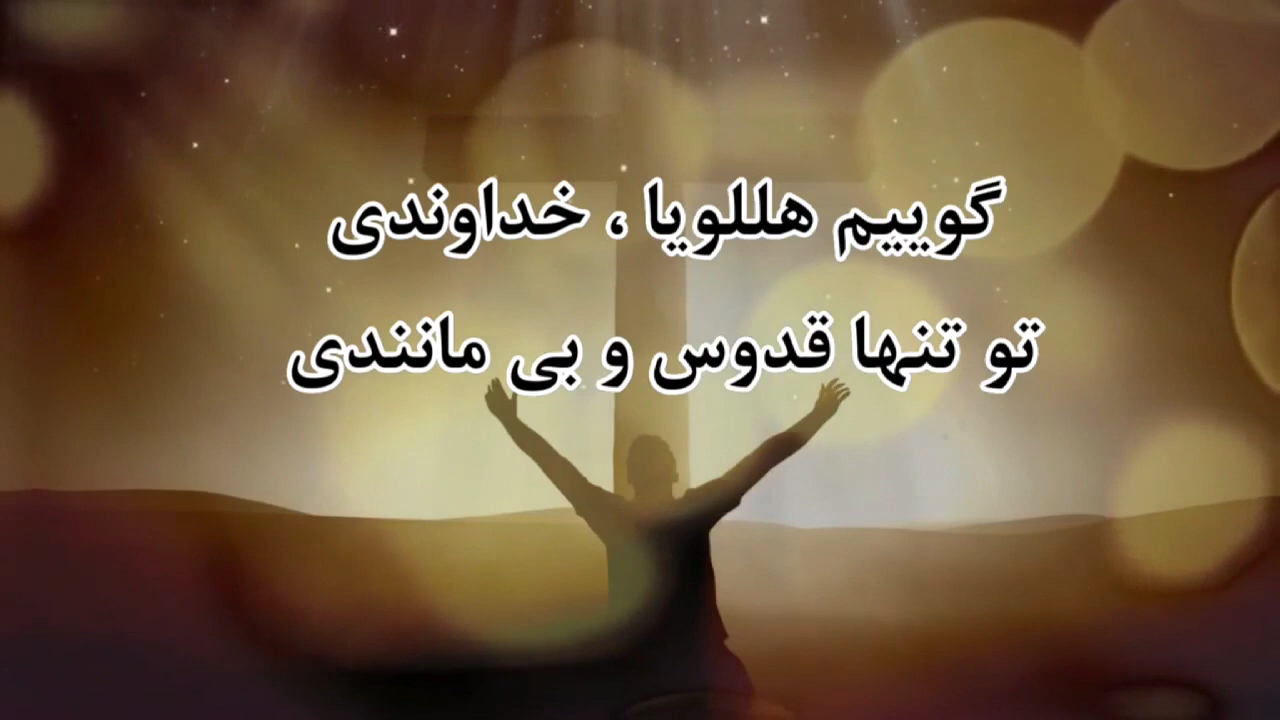 گوییم هللویا ، خداوندی
تو تنها قدوس و بی مانندی